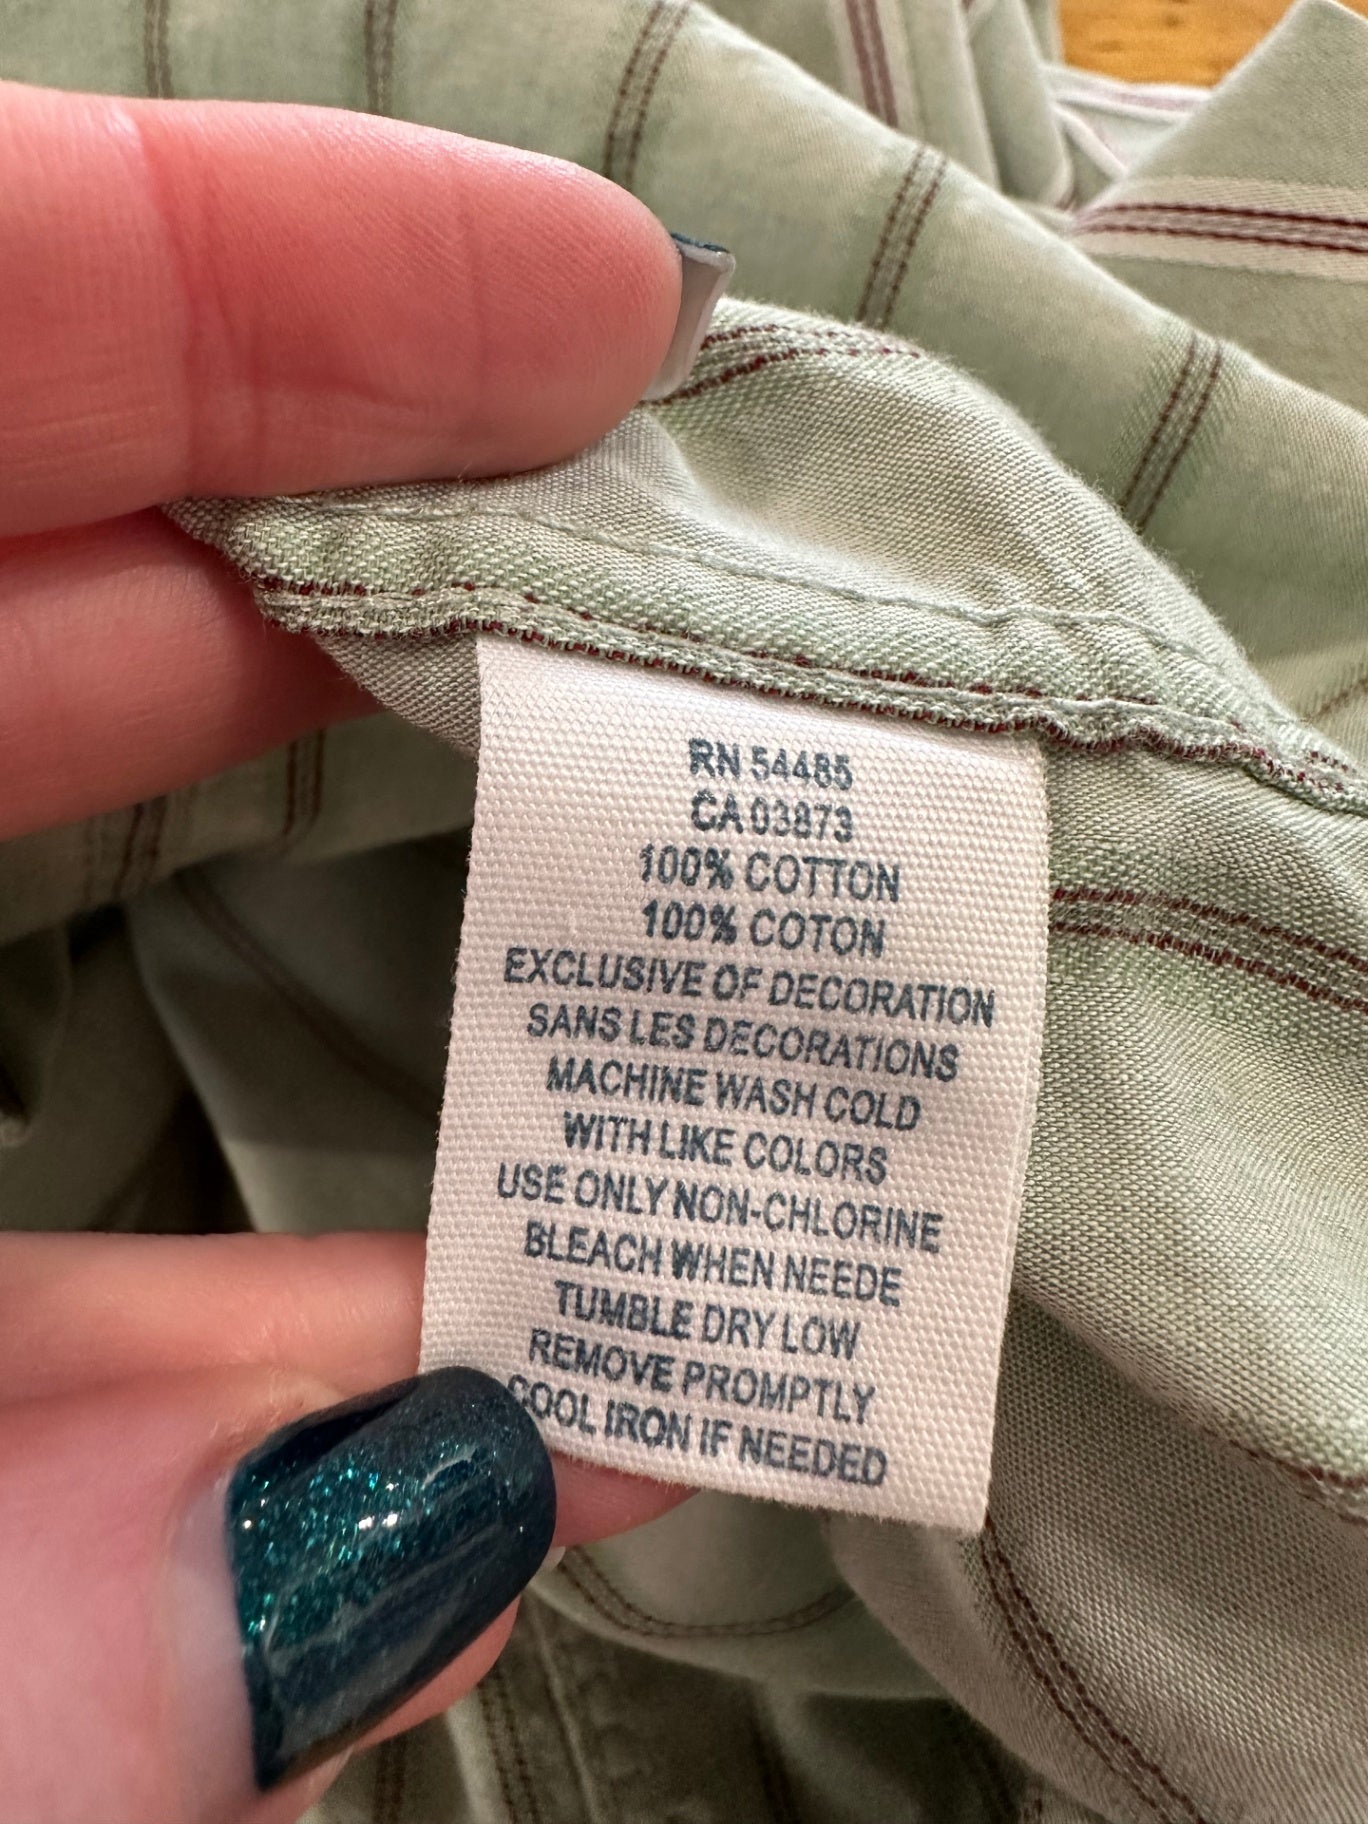 RN 54485
CA 03873
100% COTTON
100% COTON
EXCLUSIVE OF DECORATION
SANS LES DECORATIONS
MACHINE WASH COLD
WITH LIKE COLORS
USE ONLY NON-CHLORINE
BLEACH WHEN NEEDE
TUMBLE DRY LOW
REMOVE PROMPTLY
COOL IRON IF NEEDED